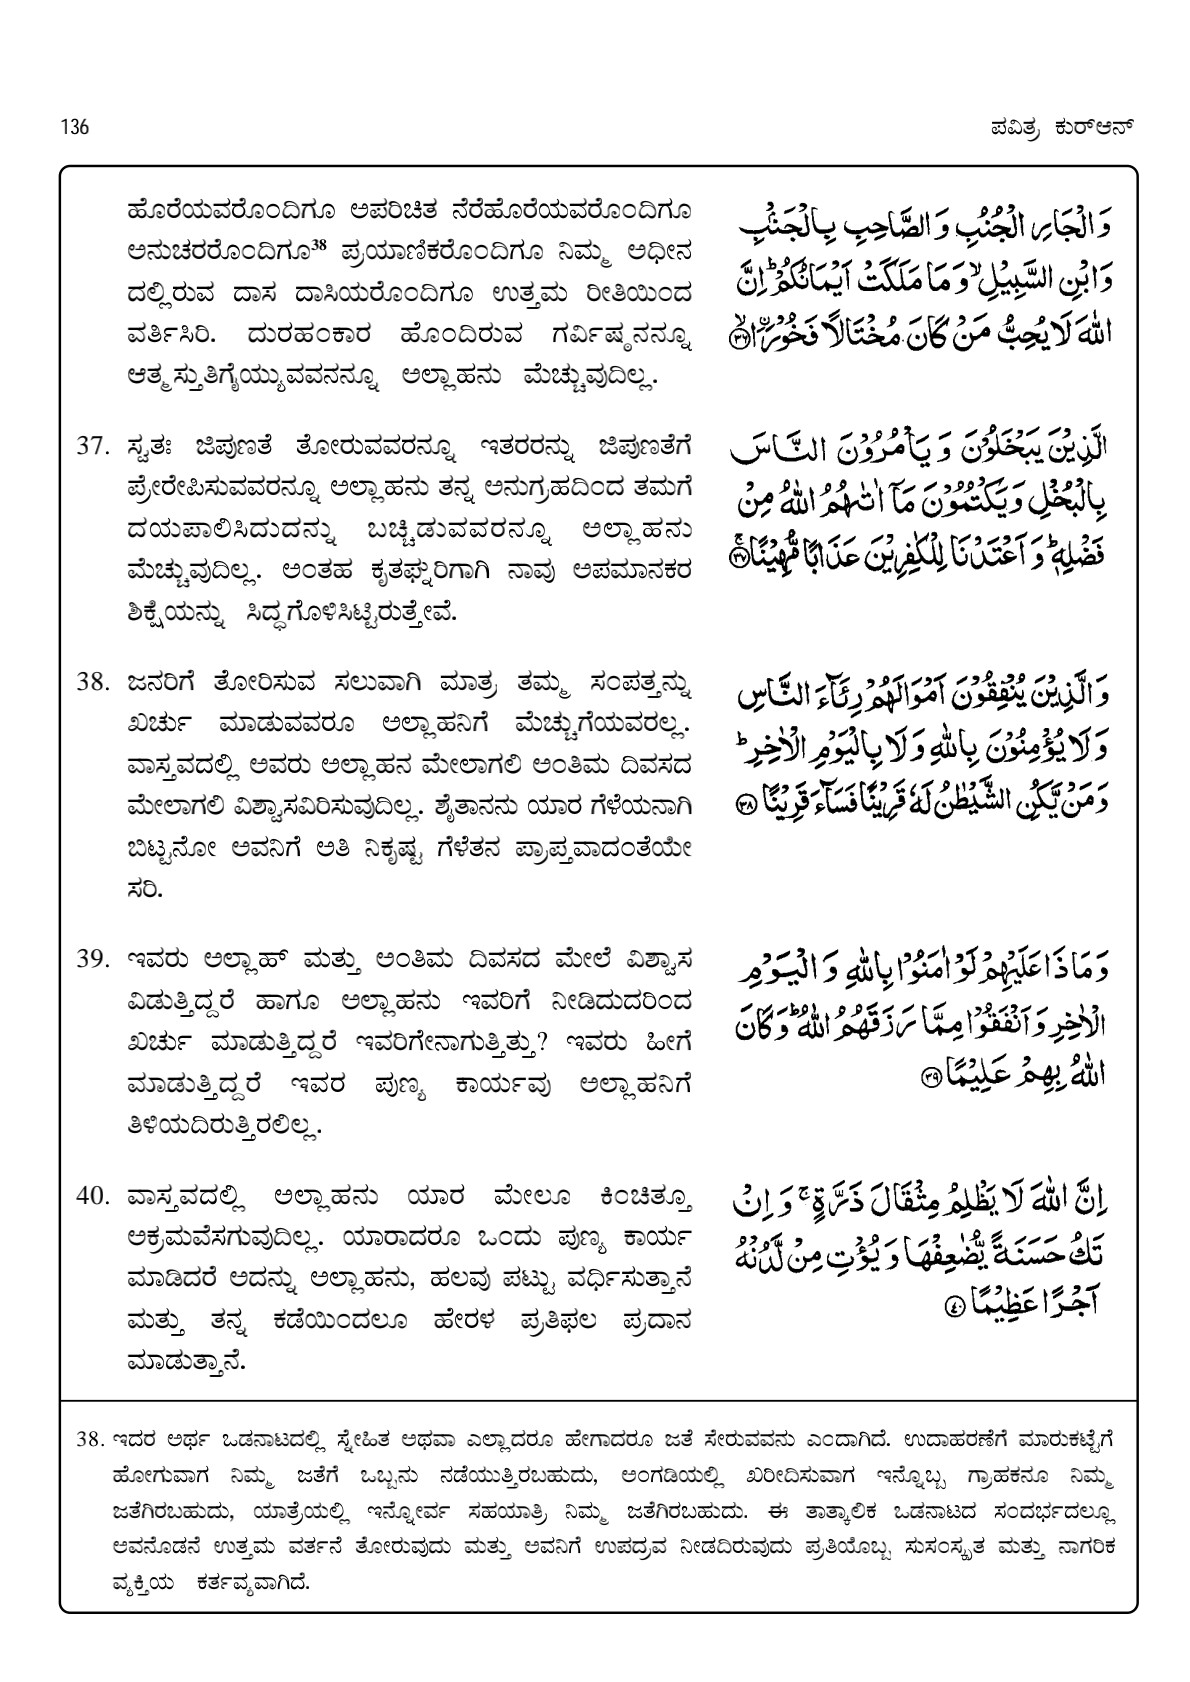 136
ಪವಿತ್ರ ಕುರ್‌ಆನ್
ಹೊರೆಯವರೊಂದಿಗೂ ಅಪರಿಚಿತ ನೆರೆಹೊರೆಯವರೊಂದಿಗೂ
ಅನುಚರರೊಂದಿಗೂ³⁸ ಪ್ರಯಾಣಿಕರೊಂದಿಗೂ ನಿಮ್ಮ ಅಧೀನ
ದಲ್ಲಿರುವ ದಾಸ ದಾಸಿಯರೊಂದಿಗೂ ಉತ್ತಮ ರೀತಿಯಿಂದ
ವರ್ತಿಸಿರಿ. ದುರಹಂಕಾರ ಹೊಂದಿರುವ ಗರ್ವಿಷ್ಠನನ್ನೂ
ಆತ್ಮಸ್ತುತಿಗೈಯ್ಯುವವನನ್ನೂ ಅಲ್ಲಾಹನು ಮೆಚ್ಚುವುದಿಲ್ಲ.
وَالْجَارِ الْجُنُبِ وَالصَّاحِبِ بِالْجَنْبِ
وَابْنِ السَّبِيْلِ ۙ وَمَا مَلَكَتْ اَيْمَانُكُمْ ؕ اِنَّ
اللّٰهَ لَا يُحِبُّ مَنْ كَانَ مُخْتَالًا فَخُوْرَا ۙ۝۳۶
37. ಸ್ವತಃ ಜಿಪುಣತೆ ತೋರುವವರನ್ನೂ ಇತರರನ್ನು ಜಿಪುಣತೆಗೆ
ಪ್ರೇರೇಪಿಸುವವರನ್ನೂ ಅಲ್ಲಾಹನು ತನ್ನ ಅನುಗ್ರಹದಿಂದ ತಮಗೆ
ದಯಪಾಲಿಸಿದುದನ್ನು ಬಚ್ಚಿಡುವವರನ್ನೂ ಅಲ್ಲಾಹನು
ಮೆಚ್ಚುವುದಿಲ್ಲ. ಅಂತಹ ಕೃತಘ್ನರಿಗಾಗಿ ನಾವು ಅಪಮಾನಕರ
ಶಿಕ್ಷೆಯನ್ನು ಸಿದ್ಧಗೊಳಿಸಿಟ್ಟಿರುತ್ತೇವೆ.
الَّذِيْنَ يَبْخَلُوْنَ وَيَاْمُرُوْنَ النَّاسَ
بِالْبُخْلِ وَيَكْتُمُوْنَ مَاۤ اٰتٰىهُمُ اللّٰهُ مِنْ
فَضْلِهٖ ؕ وَاَعْتَدْنَا لِلْكٰفِرِيْنَ عَذَابًا مُّهِيْنًا ۚ۝۳۷
38. ಜನರಿಗೆ ತೋರಿಸುವ ಸಲುವಾಗಿ ಮಾತ್ರ ತಮ್ಮ ಸಂಪತ್ತನ್ನು
ಖರ್ಚು ಮಾಡುವವರೂ ಅಲ್ಲಾಹನಿಗೆ ಮೆಚ್ಚುಗೆಯವರಲ್ಲ.
ವಾಸ್ತವದಲ್ಲಿ ಅವರು ಅಲ್ಲಾಹನ ಮೇಲಾಗಲಿ ಅಂತಿಮ ದಿವಸದ
ಮೇಲಾಗಲಿ ವಿಶ್ವಾಸವಿರಿಸುವುದಿಲ್ಲ. ಶೈತಾನನು ಯಾರ ಗೆಳೆಯನಾಗಿ
ಬಿಟ್ಟನೋ ಅವನಿಗೆ ಅತಿ ನಿಕೃಷ್ಟ ಗೆಳೆತನ ಪ್ರಾಪ್ತವಾದಂತೆಯೇ
ಸರಿ.
وَالَّذِيْنَ يُنْفِقُوْنَ اَمْوَالَهُمْ رِئَآءَ النَّاسِ
وَلَا يُؤْمِنُوْنَ بِاللّٰهِ وَلَا بِالْيَوْمِ الْاٰخِرِ ؕ
وَمَنْ يَّكُنِ الشَّيْطٰنُ لَهٗ قَرِيْنًا فَسَآءَ قَرِيْنًا ۝۳۸
39. ಇವರು ಅಲ್ಲಾಹ್ ಮತ್ತು ಅಂತಿಮ ದಿವಸದ ಮೇಲೆ ವಿಶ್ವಾಸ
ವಿಡುತ್ತಿದ್ದರೆ ಹಾಗೂ ಅಲ್ಲಾಹನು ಇವರಿಗೆ ನೀಡಿದುದರಿಂದ
ಖರ್ಚು ಮಾಡುತ್ತಿದ್ದರೆ ಇವರಿಗೇನಾಗುತ್ತಿತ್ತು? ಇವರು ಹೀಗೆ
ಮಾಡುತ್ತಿದ್ದರೆ ಇವರ ಪುಣ್ಯ ಕಾರ್ಯವು ಅಲ್ಲಾಹನಿಗೆ
ತಿಳಿಯದಿರುತ್ತಿರಲಿಲ್ಲ.
وَمَاذَا عَلَيْهِمْ لَوْ اٰمَنُوْا بِاللّٰهِ وَالْيَوْمِ
الْاٰخِرِ وَاَنْفَقُوْا مِمَّا رَزَقَهُمُ اللّٰهُ ؕ وَكَانَ
اللّٰهُ بِهِمْ عَلِيْمًا ۝۳۹
40. ವಾಸ್ತವದಲ್ಲಿ ಅಲ್ಲಾಹನು ಯಾರ ಮೇಲೂ ಕಿಂಚಿತ್ತೂ
ಅಕ್ರಮವೆಸಗುವುದಿಲ್ಲ. ಯಾರಾದರೂ ಒಂದು ಪುಣ್ಯ ಕಾರ್ಯ
ಮಾಡಿದರೆ ಅದನ್ನು ಅಲ್ಲಾಹನು, ಹಲವು ಪಟ್ಟು ವರ್ಧಿಸುತ್ತಾನೆ
ಮತ್ತು ತನ್ನ ಕಡೆಯಿಂದಲೂ ಹೇರಳ ಪ್ರತಿಫಲ ಪ್ರದಾನ
ಮಾಡುತ್ತಾನೆ.
اِنَّ اللّٰهَ لَا يَظْلِمُ مِثْقَالَ ذَرَّةٍ ۚ وَاِنْ
تَكُ حَسَنَةً يُّضٰعِفْهَا وَيُؤْتِ مِنْ لَّدُنْهُ
اَجْرًا عَظِيْمًا ۝۴۰
38. ಇದರ ಅರ್ಥ ಒಡನಾಟದಲ್ಲಿ ಸ್ನೇಹಿತ ಅಥವಾ ಎಲ್ಲಾದರೂ ಹೇಗಾದರೂ ಜತೆ ಸೇರುವವನು ಎಂದಾಗಿದೆ. ಉದಾಹರಣೆಗೆ ಮಾರುಕಟ್ಟೆಗೆ
ಹೋಗುವಾಗ ನಿಮ್ಮ ಜತೆಗೆ ಒಬ್ಬನು ನಡೆಯುತ್ತಿರಬಹುದು, ಅಂಗಡಿಯಲ್ಲಿ ಖರೀದಿಸುವಾಗ ಇನ್ನೊಬ್ಬ ಗ್ರಾಹಕನೂ ನಿಮ್ಮ
ಜತೆಗಿರಬಹುದು, ಯಾತ್ರೆಯಲ್ಲಿ ಇನ್ನೋರ್ವ ಸಹಯಾತ್ರಿ ನಿಮ್ಮ ಜತೆಗಿರಬಹುದು. ಈ ತಾತ್ಕಾಲಿಕ ಒಡನಾಟದ ಸಂದರ್ಭದಲ್ಲೂ
ಅವನೊಡನೆ ಉತ್ತಮ ವರ್ತನೆ ತೋರುವುದು ಮತ್ತು ಅವನಿಗೆ ಉಪದ್ರವ ನೀಡದಿರುವುದು ಪ್ರತಿಯೊಬ್ಬ ಸುಸಂಸ್ಕೃತ ಮತ್ತು ನಾಗರಿಕ
ವ್ಯಕ್ತಿಯ ಕರ್ತವ್ಯವಾಗಿದೆ.